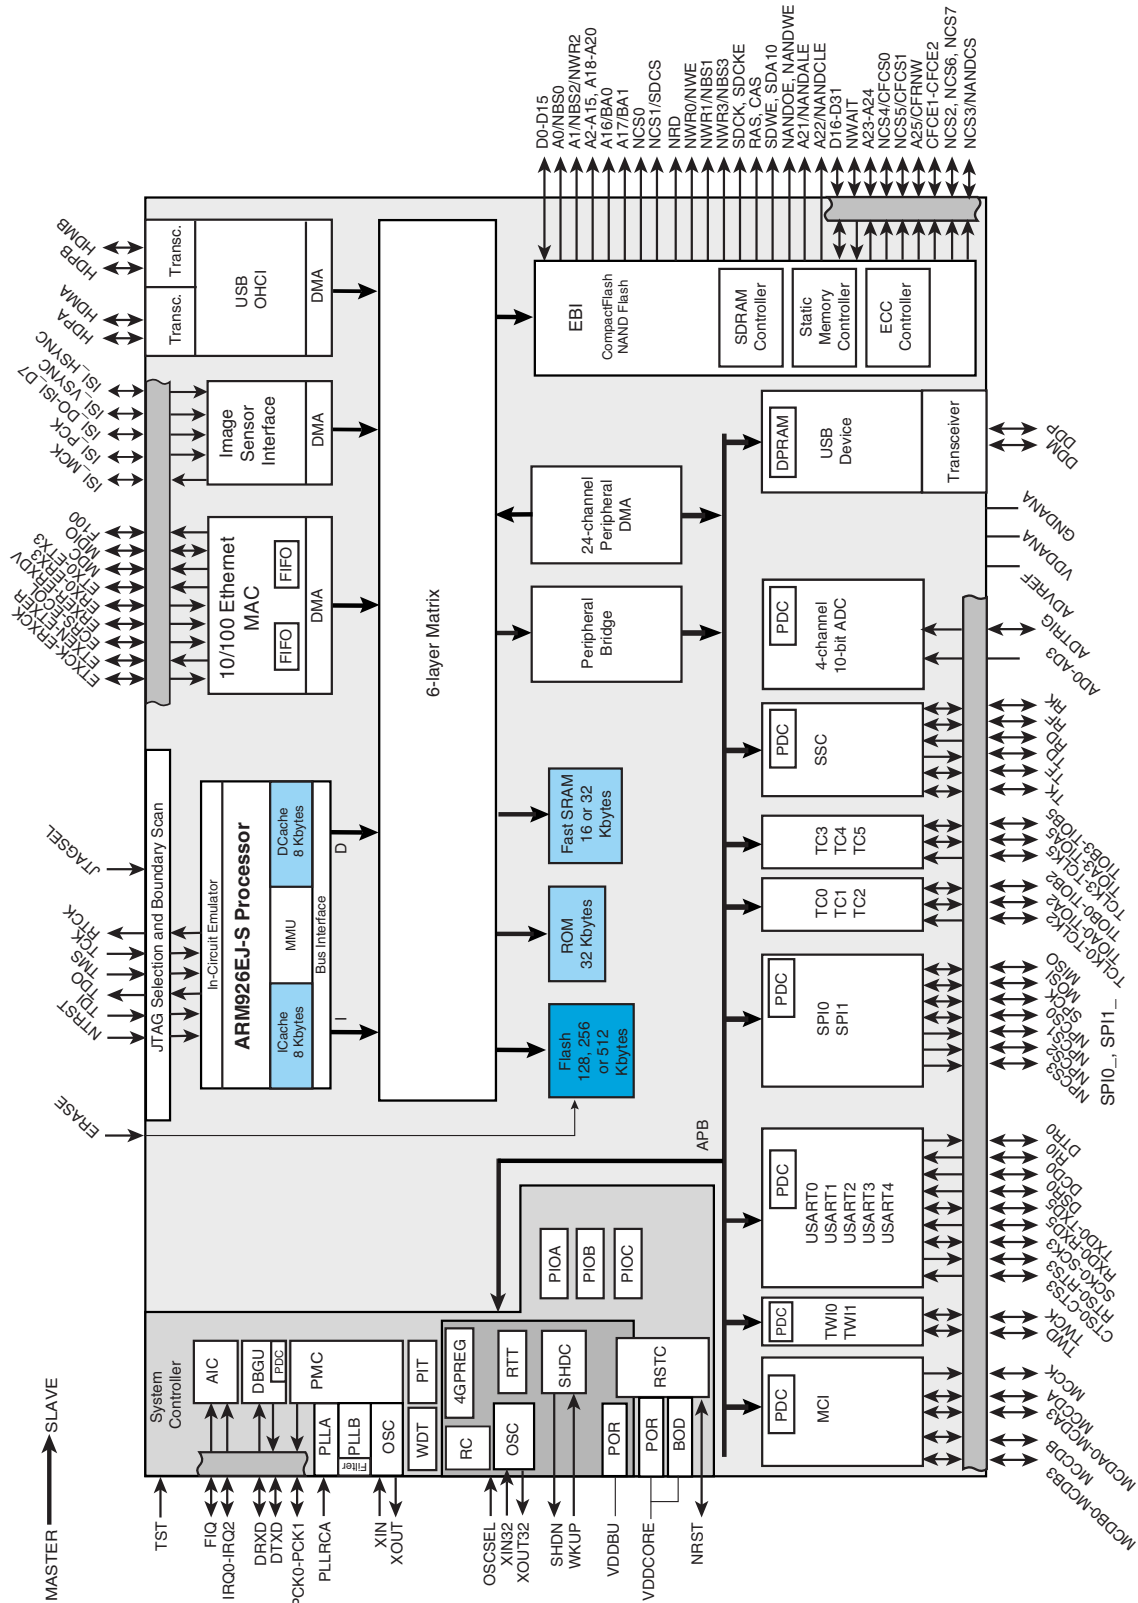 MASTER
SLAVE
TST
System
Controller
FIQ
IRQ0-IRQ2
AIC
DRXD
DTXD
DBGU
PDC
PCK0-PCK1
PMC
PLLRCA
PLLA
PLLB
Filter
XIN
XOUT
OSC
WDT
PIT
4GPREG
RC
OSCSEL
XIN32
XOUT32
OSC
RTT
SHDN
WKUP
SHDC
VDDBU
POR
VDDCORE
POR
BOD
RSTC
NRST
PIOA
PIOB
PIOC
ERASE
NTRST
TDI
TDO
TMS
TCK
RTCK
JTAGSEL
JTAG Selection and Boundary Scan
In-Circuit Emulator
ARM926EJ-S Processor
ICache
8 Kbytes
MMU
DCache
8 Kbytes
Bus Interface
I
D
ETXCK-ERXCK
ETXEN-ETXER
ECRS-ECOL
ERXER-ERXDV
ERX0-ERX3
ETX0-ETX3
MDC
MDIO
F100
10/100 Ethernet
MAC
FIFO
FIFO
DMA
ISI_MCK
ISI_PCK
ISI_DO-ISI_D7
ISI_VSYNC
ISI_HSYNC
Image
Sensor
Interface
DMA
HDPA
HDMA
HDPB
HDMB
Transc.
Transc.
USB
OHCI
DMA
6-layer Matrix
Flash
128, 256
or 512
Kbytes
ROM
32 Kbytes
Fast SRAM
16 or 32
Kbytes
Peripheral
Bridge
24-channel
Peripheral
DMA
EBI
CompactFlash
NAND Flash
SDRAM
Controller
Static
Memory
Controller
ECC
Controller
D0-D15
A0/NBS0
A1/NBS2/NWR2
A2-A15, A18-A20
A16/BA0
A17/BA1
NCS0
NCS1/SDCS
NRD
NWR0/NWE
NWR1/NBS1
NWR3/NBS3
SDCK, SDCKE
RAS, CAS
SDWE, SDA10
NANDOE, NANDWE
A21/NANDALE
A22/NANDCLE
D16-D31
NWAIT
A23-A24
NCS4/CFCS0
NCS5/CFCS1
A25/CFRNW
CFCE1-CFCE2
NCS2, NCS6, NCS7
NCS3/NANDCS
APB
PDC
MCI
PDC
TWI0
TWI1
PDC
USART0
USART1
USART2
USART3
USART4
PDC
SPI0
SPI1
TC0
TC1
TC2
TC3
TC4
TC5
PDC
SSC
PDC
4-channel
10-bit ADC
DPRAM
USB
Device
Transceiver
MCDB0-MCDB3
MCCDB
MCDA0-MCDA3
MCCDA
MCCK
TWD
TWCK
CTS0-CTS3
RTS0-RTS3
SCK0-SCK3
RXD0-RXD5
TXD0-TXD5
DSR0
DCD0
RI0
DTR0
NPCS3
NPCS2
NPCS1
NPCS0
SPCK
MOSI
MISO
SPI0_, SPI1_
TCLK0-TCLK2
TIOA0-TIOA2
TIOB0-TIOB2
TCLK3-TCLK5
TIOA3-TIOA5
TIOB3-TIOB5
TK
TF
TD
RD
RF
RK
AD0-AD3
ADTRIG
ADVREF
VDDANA
GNDANA
DDM
DDP